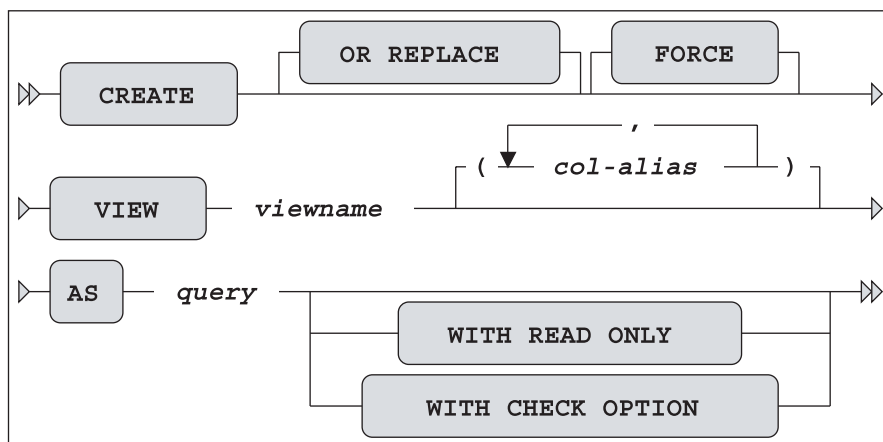 OR REPLACE FORCE
CREATE
,
( col-alias )
VIEW viewname
AS query
WITH READ ONLY
WITH CHECK OPTION